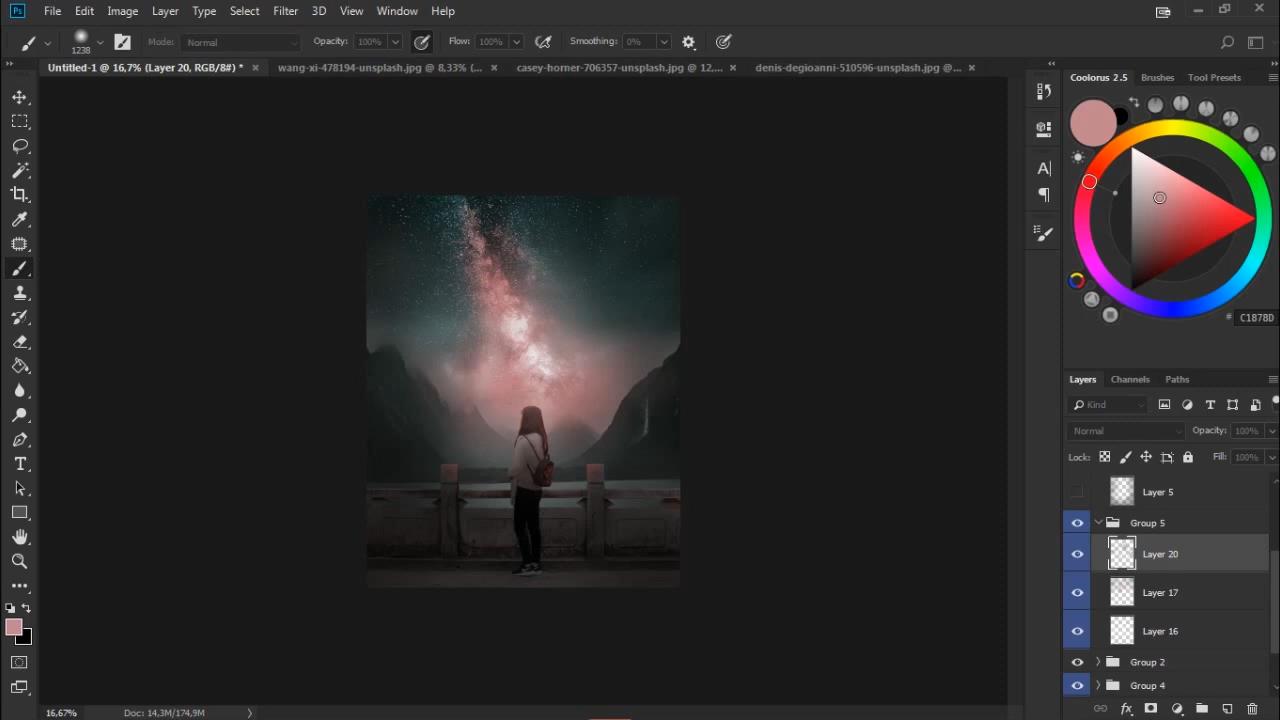 Ps File Edit Image Layer Type Select Filter 3D View Window Help
1238 Mode: Normal Opacity: 100% Flow: 100% Smoothing: 0%
Untitled-1 @ 16,7% (Layer 20, RGB/8#) * wang-xi-478194-unsplash.jpg @ 8,33% (... casey-horner-706357-unsplash.jpg @ 12,... denis-degioanni-510596-unsplash.jpg @...
Coolorus 2.5 Brushes Tool Presets
# C1878D
Layers Channels Paths
Kind
Normal Opacity: 100%
Lock: Fill: 100%
Layer 5
Group 5
Layer 20
Layer 17
Layer 16
Group 2
Group 4
16,67% Doc: 14,3M/174,9M